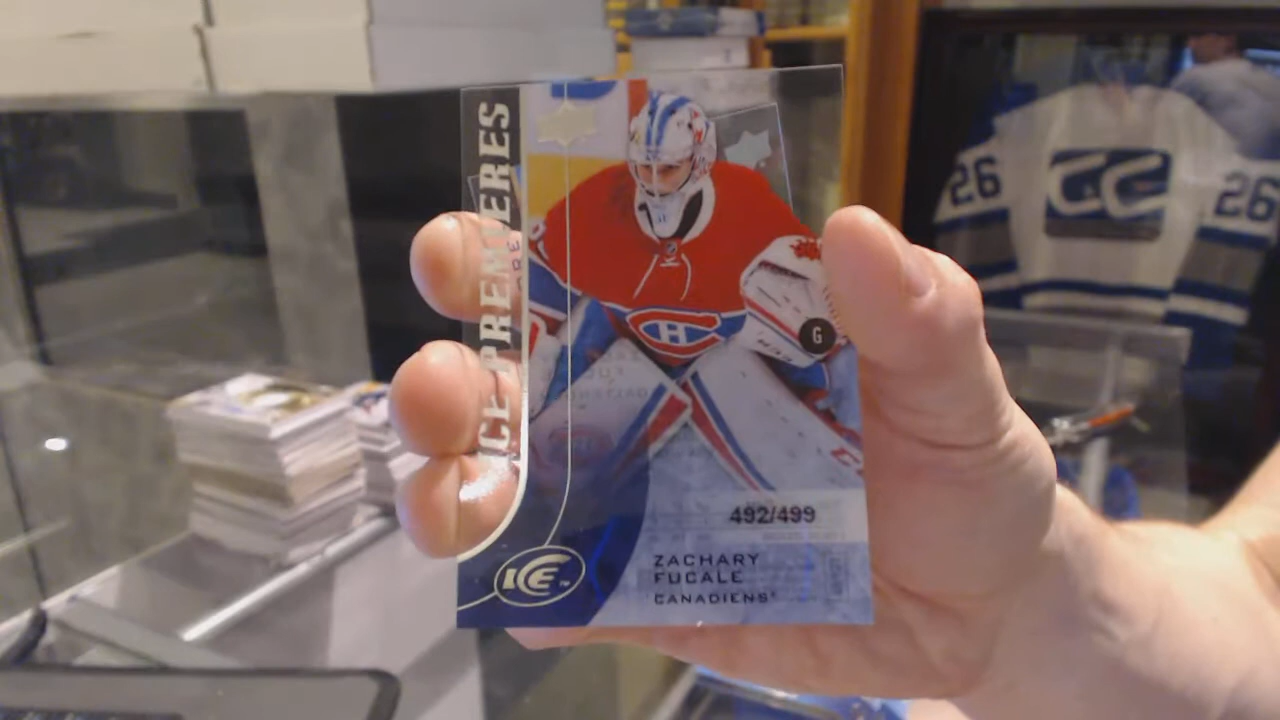 ICE PREMIERES
G
492/499
ICE
ZACHARY
FUCALE
CANADIENS
26
26